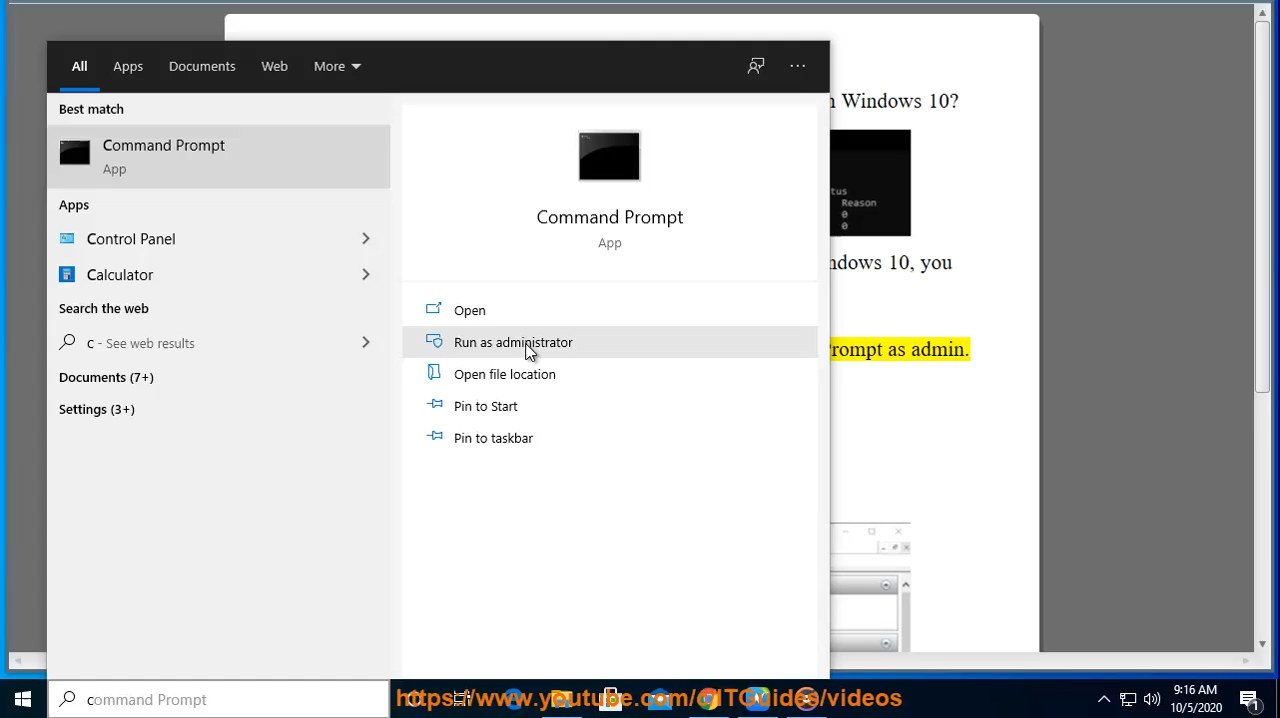 All
Apps
Documents
Web
More
Best match
Command Prompt
App
Apps
Control Panel
Calculator
Search the web
c - See web results
Documents (7+)
Settings (3+)
Command Prompt
App
Open
Run as administrator
Open file location
Pin to Start
Pin to taskbar
Windows 10?
Reason
0
0
10, you
as admin.
command Prompt
https://www.youtube.com/@ITGuides/videos
9:16 AM
10/5/2020
1